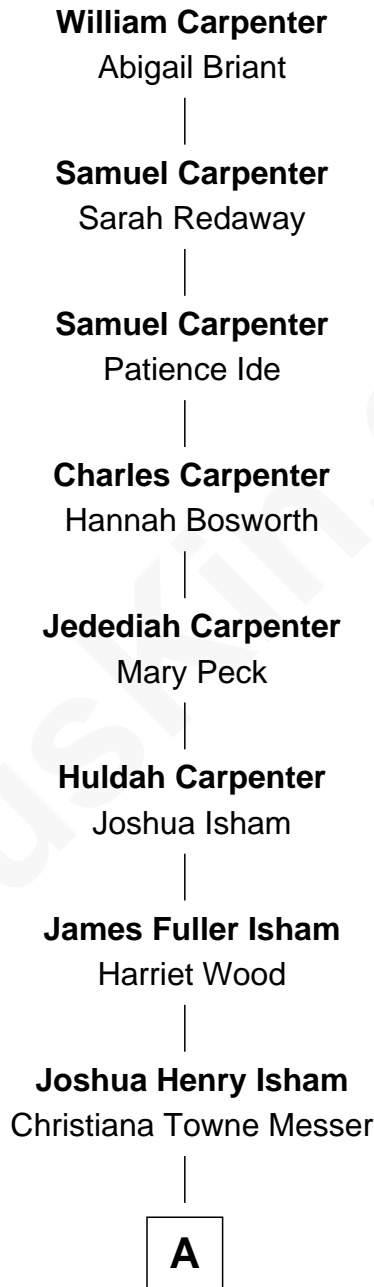 William Carpenter
Abigail Briant
Samuel Carpenter
Sarah Redaway
Samuel Carpenter
Patience Ide
Charles Carpenter
Hannah Bosworth
Jedediah Carpenter
Mary Peck
Huldah Carpenter
Joshua Isham
James Fuller Isham
Harriet Wood
Joshua Henry Isham
Christiana Towne Messer
A